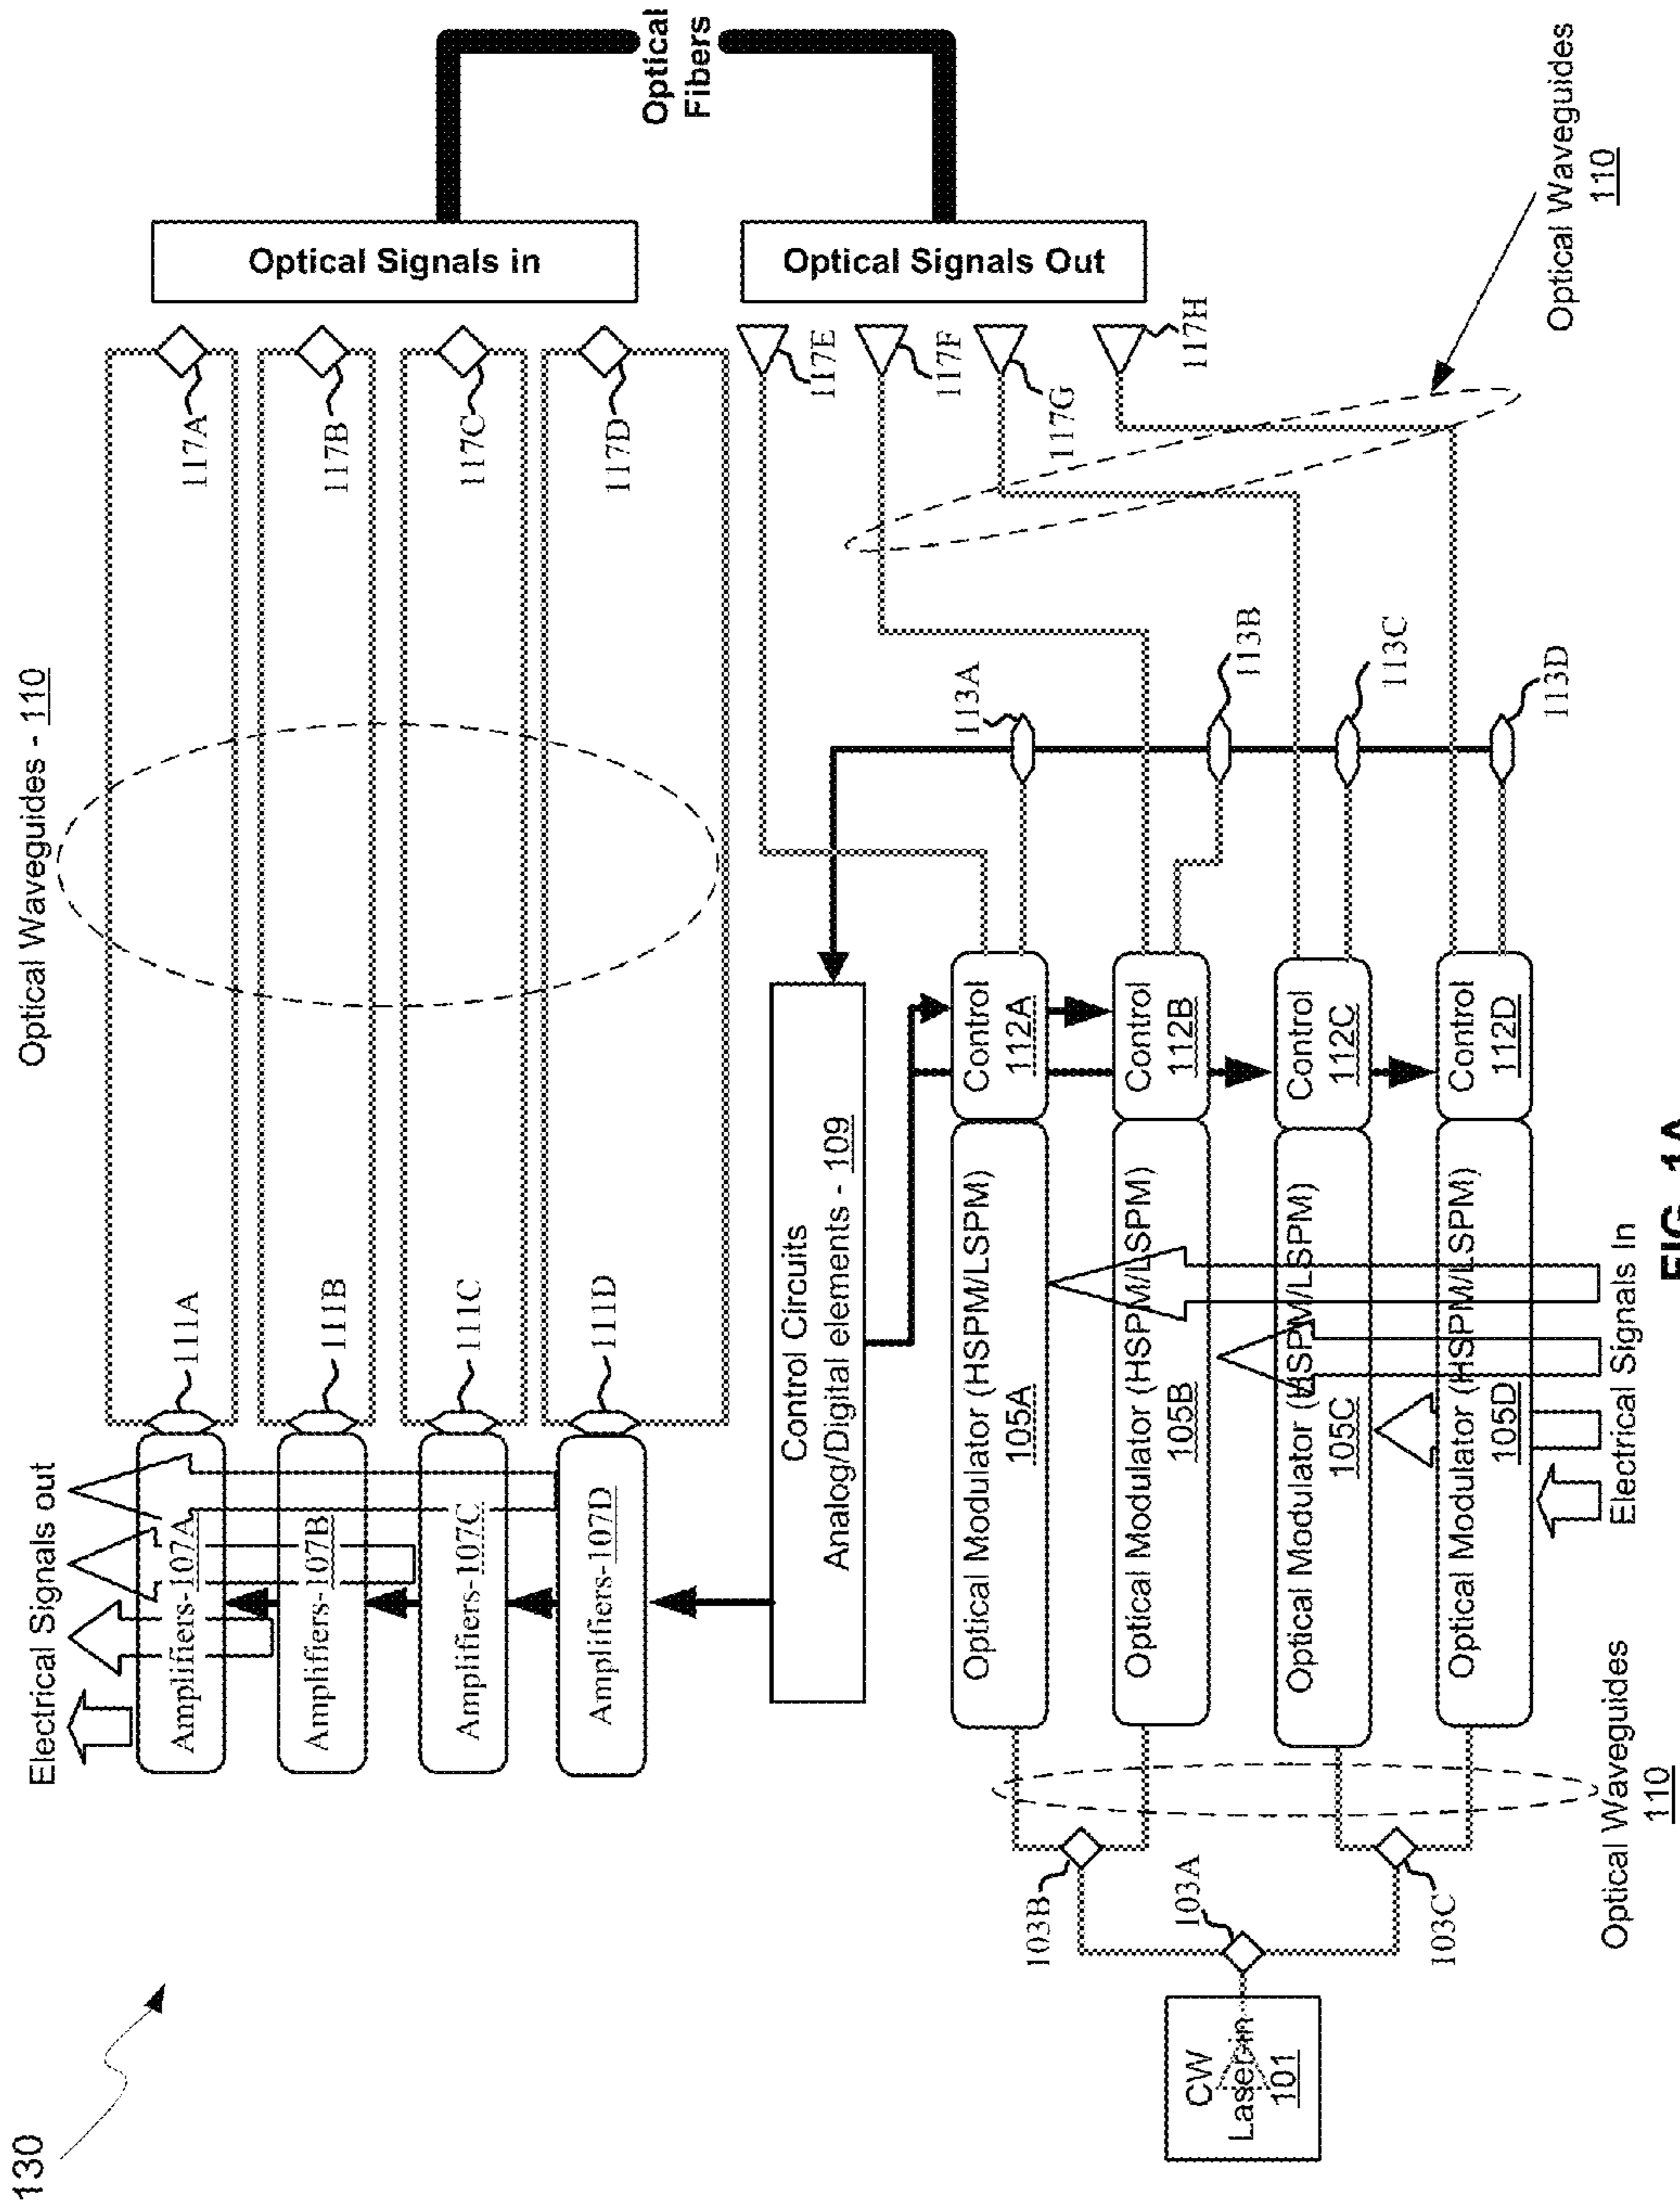 130
Electrical Signals out
Optical Waveguides - 110
Amplifiers-107A
111A
117A
Amplifiers-107B
111B
117B
Amplifiers-107C
111C
117C
Amplifiers-107D
111D
117D
Optical Signals in
Optical
Fibers
Optical Signals Out
117E
117F
117G
117H
Control Circuits
Analog/Digital elements - 109
CW
Laser in
101
103A
103B
103C
Optical Modulator (HSPM/LSPM)
105A
Control
112A
113A
Optical Modulator (HSPM/LSPM)
105B
Control
112B
113B
Optical Modulator (HSPM/LSPM)
105C
Control
112C
113C
Optical Modulator (HSPM/LSPM)
105D
Control
112D
113D
Optical Waveguides
110
Electrical Signals In
Optical Waveguides
110
FIG. 1A